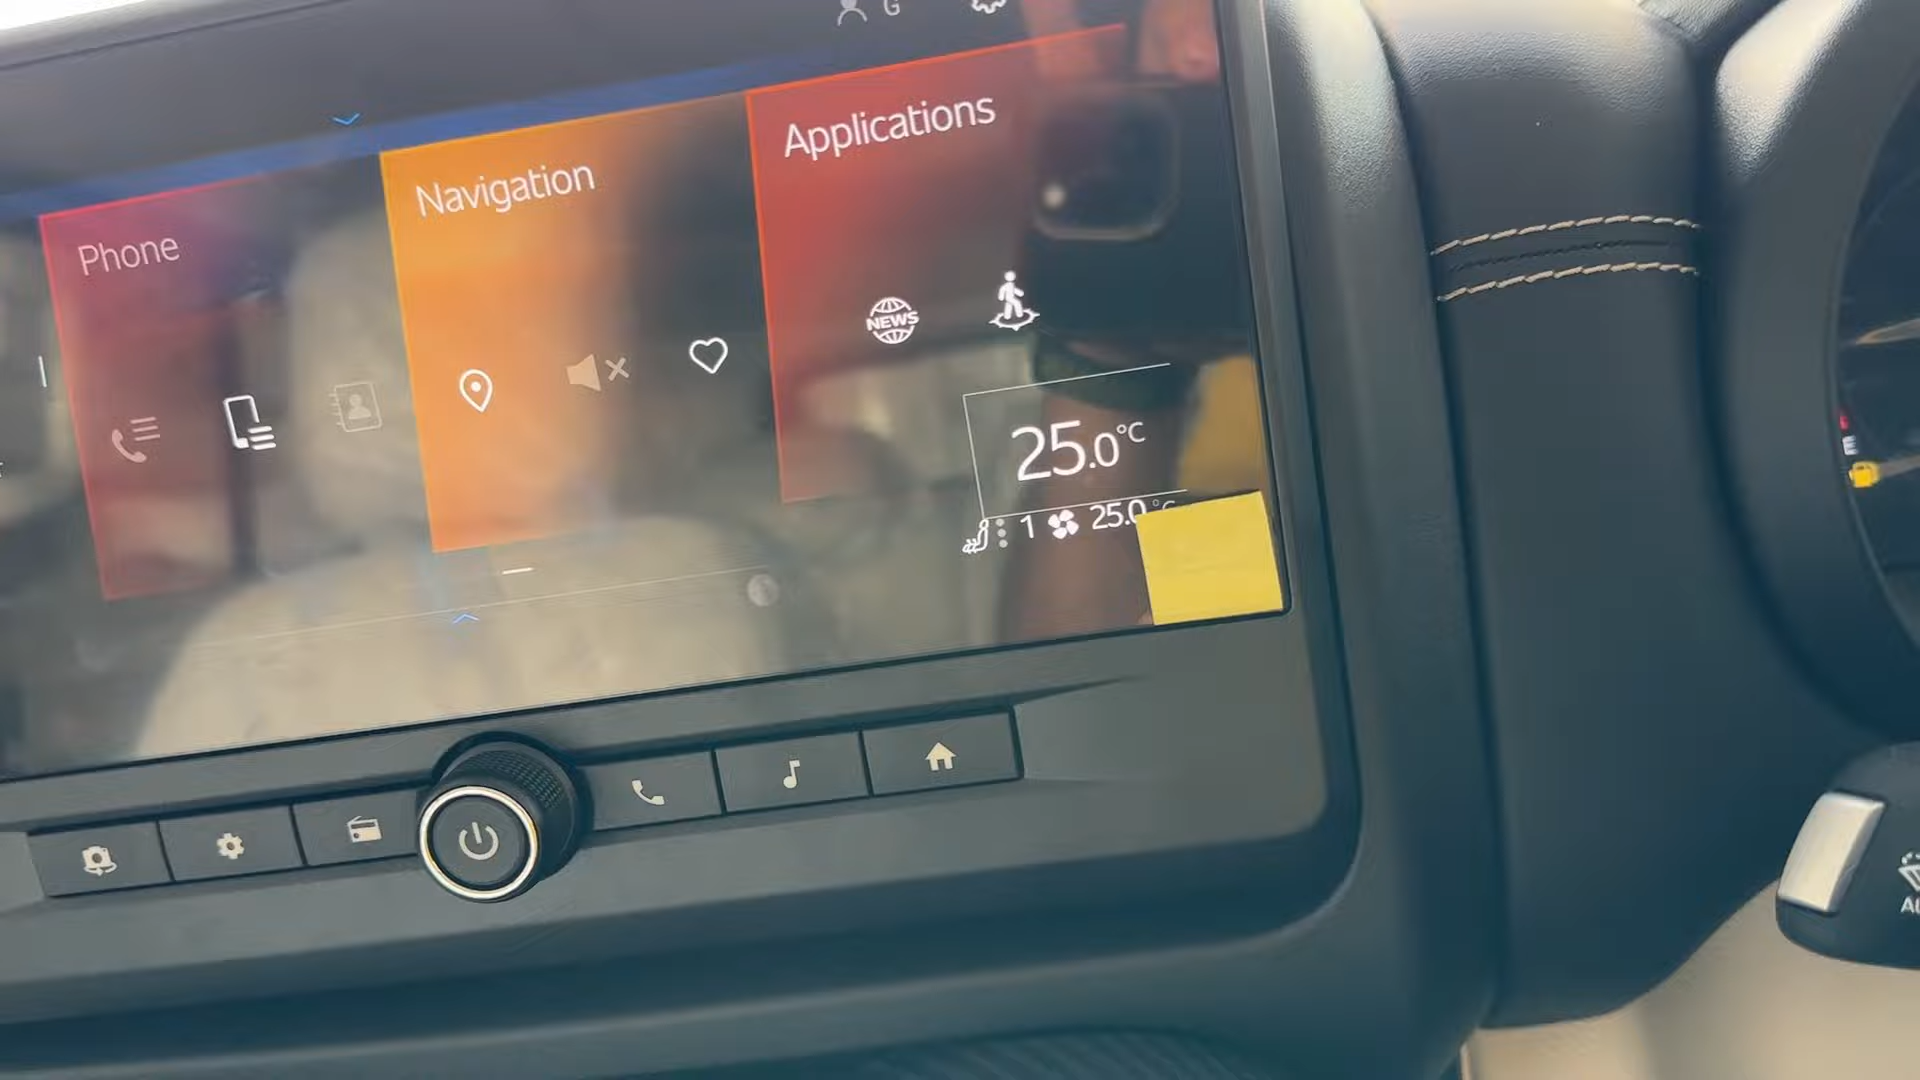 G
Applications
Navigation
Phone
NEWS
25.0°C
1 25.0 °C
E